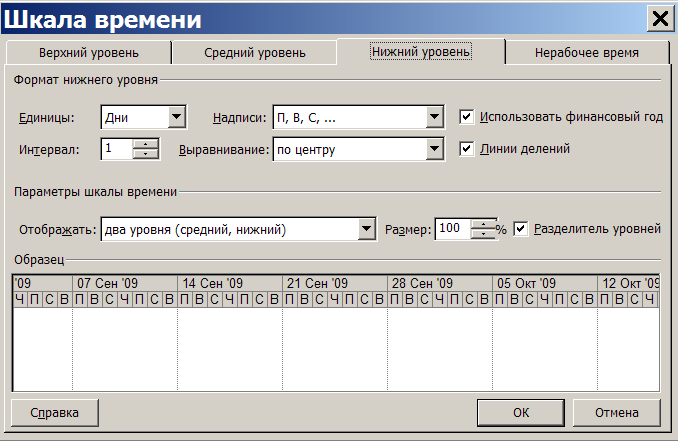 Шкала времени
Верхний уровень Средний уровень Нижний уровень Нерабочее время
Формат нижнего уровня
Единицы: Дни Надписи: П, В, С, ... Использовать финансовый год
Интервал: 1 Выравнивание: по центру Линии делений
Параметры шкалы времени
Отображать: два уровня (средний, нижний) Размер: 100 % Разделитель уровней
Образец
'09 07 Сен '09 14 Сен '09 21 Сен '09 28 Сен '09 05 Окт '09 12 Окт '09
Ч П С В П В С Ч П С В П В С Ч П С В П В С Ч П С В П В С Ч П С В П В С Ч П С В П В С Ч
Справка ОК Отмена